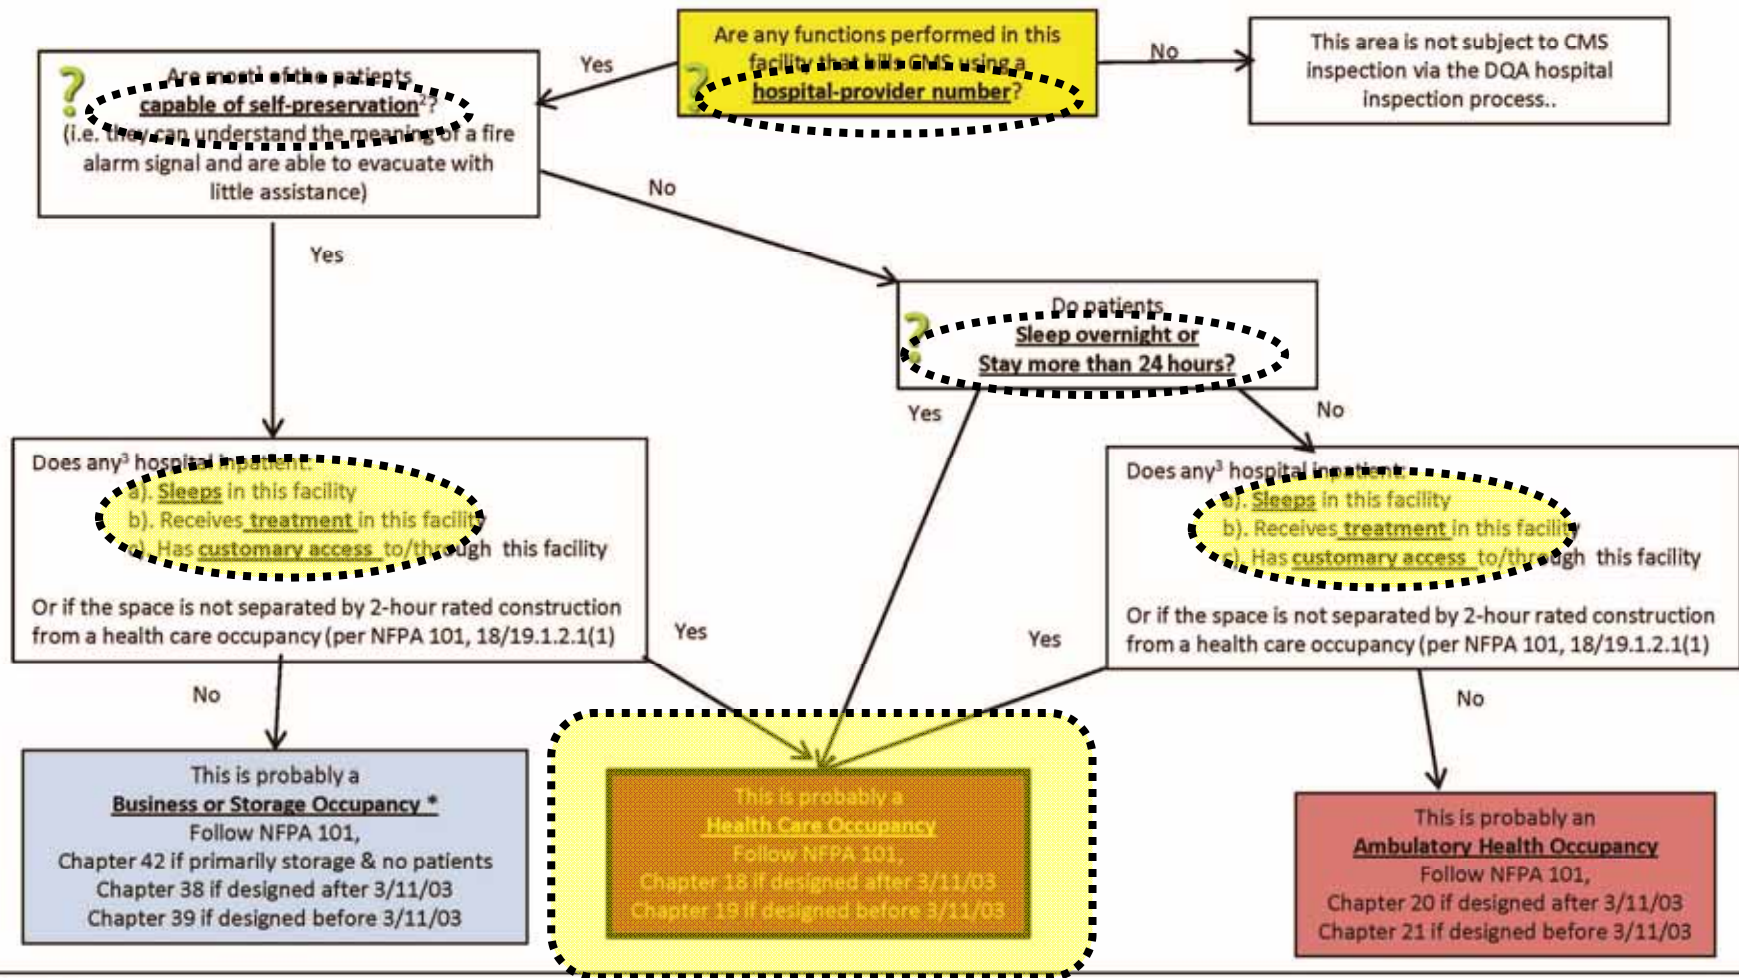 Are any functions performed in this
facility that bills CMS using a
hospital-provider number?
No
This area is not subject to CMS
inspection via the DQA hospital
inspection process..
Yes
? Are most¹ of the patients
capable of self-preservation²?
(i.e. they can understand the meaning of a fire
alarm signal and are able to evacuate with
little assistance)
No
Yes
Do patients
? Sleep overnight or
Stay more than 24 hours?
Yes
No
Does any³ hospital inpatient:
a). Sleeps in this facility
b). Receives treatment in this facility
c). Has customary access to/through this facility
Or if the space is not separated by 2-hour rated construction
from a health care occupancy (per NFPA 101, 18/19.1.2.1(1)
Yes
No
Does any³ hospital inpatient:
a). Sleeps in this facility
b). Receives treatment in this facility
c). Has customary access to/through this facility
Or if the space is not separated by 2-hour rated construction
from a health care occupancy (per NFPA 101, 18/19.1.2.1(1)
Yes
No
This is probably a
Business or Storage Occupancy *
Follow NFPA 101,
Chapter 42 if primarily storage & no patients
Chapter 38 if designed after 3/11/03
Chapter 39 if designed before 3/11/03
This is probably a
Health Care Occupancy
Follow NFPA 101,
Chapter 18 if designed after 3/11/03
Chapter 19 if designed before 3/11/03
This is probably an
Ambulatory Health Occupancy
Follow NFPA 101,
Chapter 20 if designed after 3/11/03
Chapter 21 if designed before 3/11/03